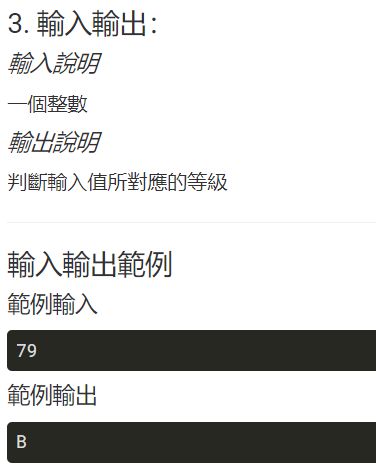 3. 輸入輸出：
輸入說明
一個整數
輸出說明
判斷輸入值所對應的等級
輸入輸出範例
範例輸入
79
範例輸出
B